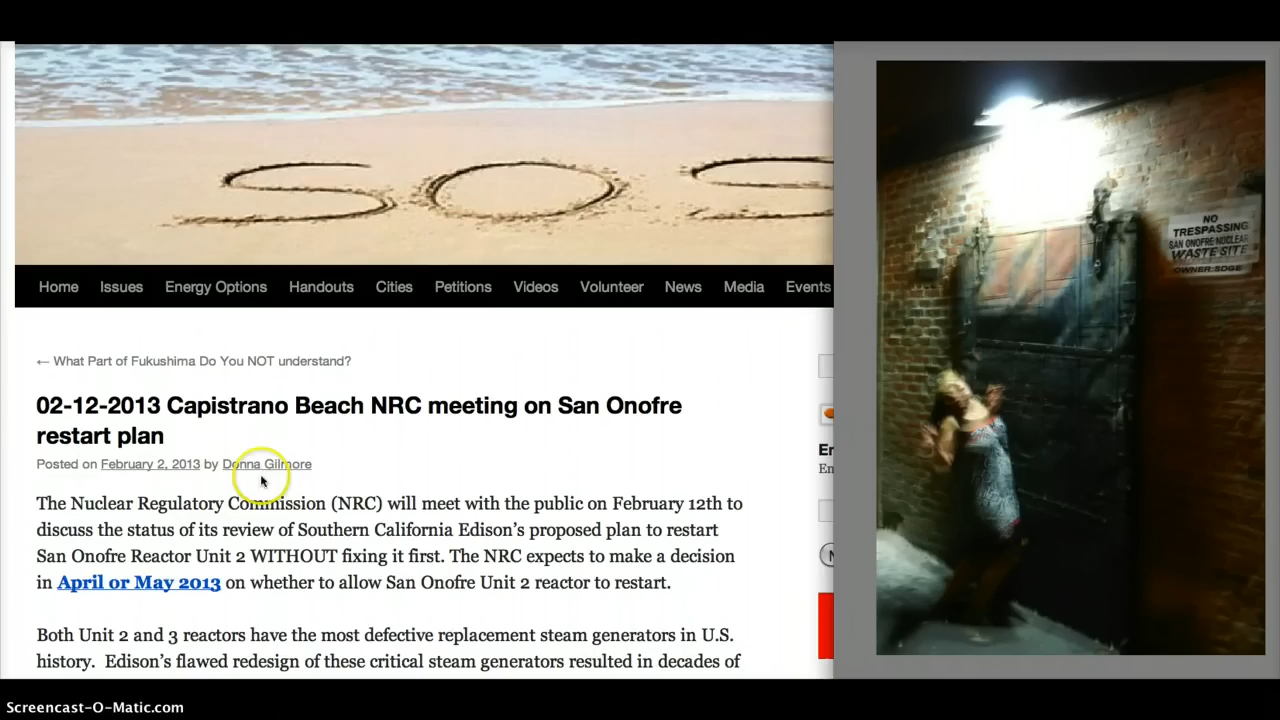 SOS
Home Issues Energy Options Handouts Cities Petitions Videos Volunteer News Media Events
← What Part of Fukushima Do You NOT understand?
02-12-2013 Capistrano Beach NRC meeting on San Onofre
restart plan
Posted on February 2, 2013 by Donna Gilmore
The Nuclear Regulatory Commission (NRC) will meet with the public on February 12th to
discuss the status of its review of Southern California Edison’s proposed plan to restart
San Onofre Reactor Unit 2 WITHOUT fixing it first. The NRC expects to make a decision
in April or May 2013 on whether to allow San Onofre Unit 2 reactor to restart.
Both Unit 2 and 3 reactors have the most defective replacement steam generators in U.S.
history. Edison’s flawed redesign of these critical steam generators resulted in decades of
NO
TRESPASSING
SAN ONOFRE NUCLEAR
WASTE SITE
OWNER:SDGE
Screencast-O-Matic.com